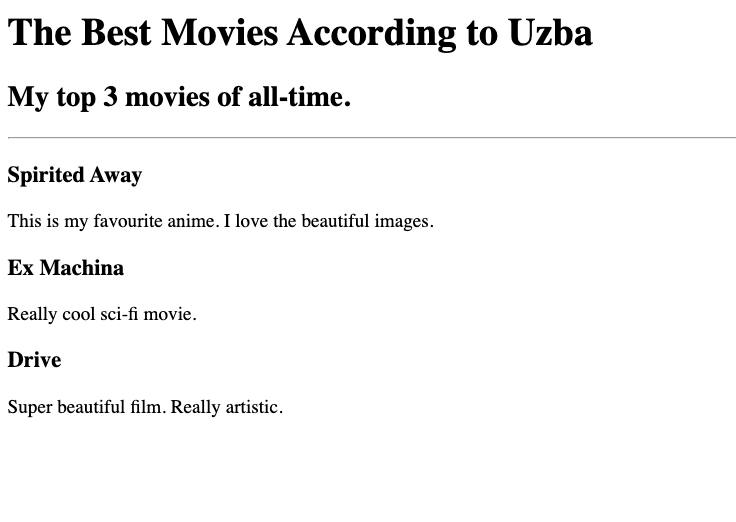 The Best Movies According to Uzba
My top 3 movies of all-time.
Spirited Away
This is my favourite anime. I love the beautiful images.
Ex Machina
Really cool sci-fi movie.
Drive
Super beautiful film. Really artistic.